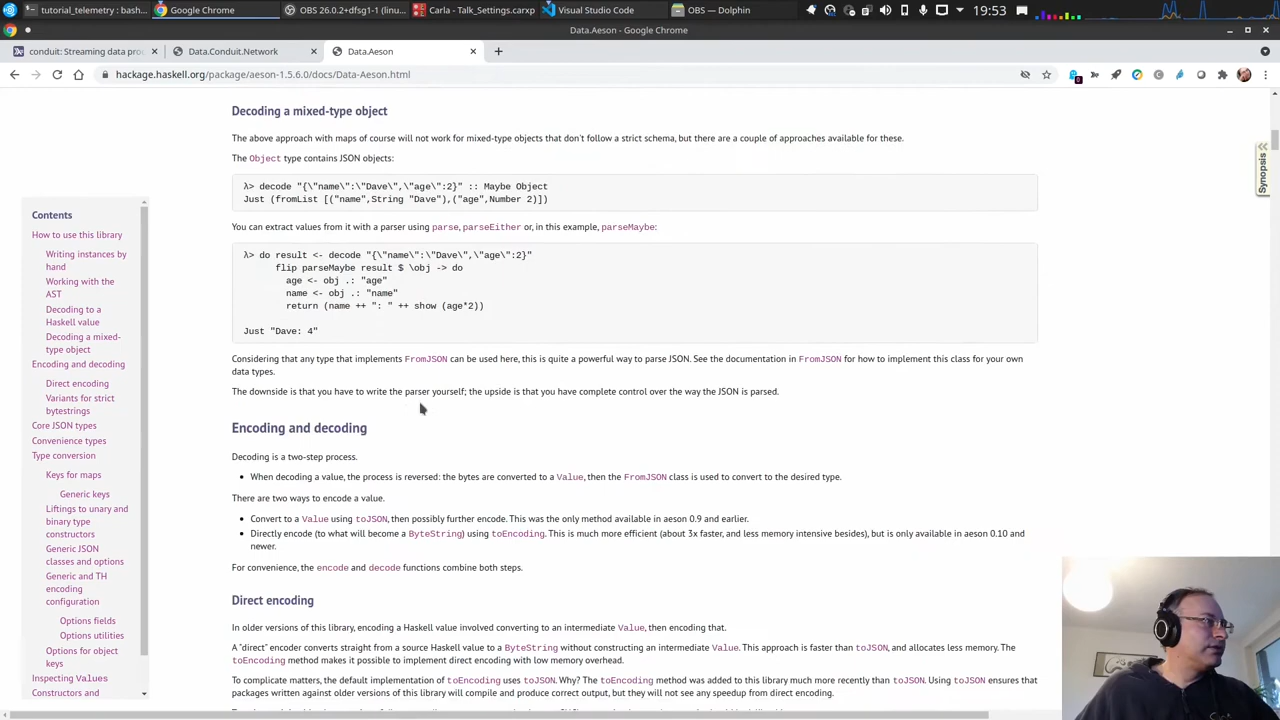 tutorial_telemetry : bash...
Google Chrome
OBS 26.0.2+dfsg1-1 (linu...
Carla - Talk_Settings.carxp
Visual Studio Code
OBS — Dolphin
19:53
Data.Aeson - Google Chrome
conduit: Streaming data pro
Data.Conduit.Network
Data.Aeson
hackage.haskell.org/package/aeson-1.5.6.0/docs/Data-Aeson.html
Synopsis
Contents
How to use this library
Writing instances by
hand
Working with the
AST
Decoding to a
Haskell value
Decoding a mixed-
type object
Encoding and decoding
Direct encoding
Variants for strict
bytestrings
Core JSON types
Convenience types
Type conversion
Keys for maps
Generic keys
Liftings to unary and
binary type
constructors
Generic JSON
classes and options
Generic and TH
encoding
configuration
Options fields
Options utilities
Options for object
keys
Inspecting Values
Constructors and
Decoding a mixed-type object
The above approach with maps of course will not work for mixed-type objects that don't follow a strict schema, but there are a couple of approaches available for these.
The Object type contains JSON objects:
λ> decode "{\"name\":\"Dave\",\"age\":2}" :: Maybe Object
Just (fromList [("name",String "Dave"),("age",Number 2)])
You can extract values from it with a parser using parse, parseEither or, in this example, parseMaybe:
λ> do result <- decode "{\"name\":\"Dave\",\"age\":2}"
flip parseMaybe result $ \obj -> do
age <- obj .: "age"
name <- obj .: "name"
return (name ++ ": " ++ show (age*2))
Just "Dave: 4"
Considering that any type that implements FromJSON can be used here, this is quite a powerful way to parse JSON. See the documentation in FromJSON for how to implement this class for your own
data types.
The downside is that you have to write the parser yourself; the upside is that you have complete control over the way the JSON is parsed.
Encoding and decoding
Decoding is a two-step process.
• When decoding a value, the process is reversed: the bytes are converted to a Value, then the FromJSON class is used to convert to the desired type.
There are two ways to encode a value.
• Convert to a Value using toJSON, then possibly further encode. This was the only method available in aeson 0.9 and earlier.
• Directly encode (to what will become a ByteString) using toEncoding. This is much more efficient (about 3x faster, and less memory intensive besides), but is only available in aeson 0.10 and
newer.
For convenience, the encode and decode functions combine both steps.
Direct encoding
In older versions of this library, encoding a Haskell value involved converting to an intermediate Value, then encoding that.
A "direct" encoder converts straight from a source Haskell value to a ByteString without constructing an intermediate Value. This approach is faster than toJSON, and allocates less memory. The
toEncoding method makes it possible to implement direct encoding with low memory overhead.
To complicate matters, the default implementation of toEncoding uses toJSON. Why? The toEncoding method was added to this library much more recently than toJSON. Using toJSON ensures that
packages written against older versions of this library will compile and produce correct output, but they will not see any speedup from direct encoding.